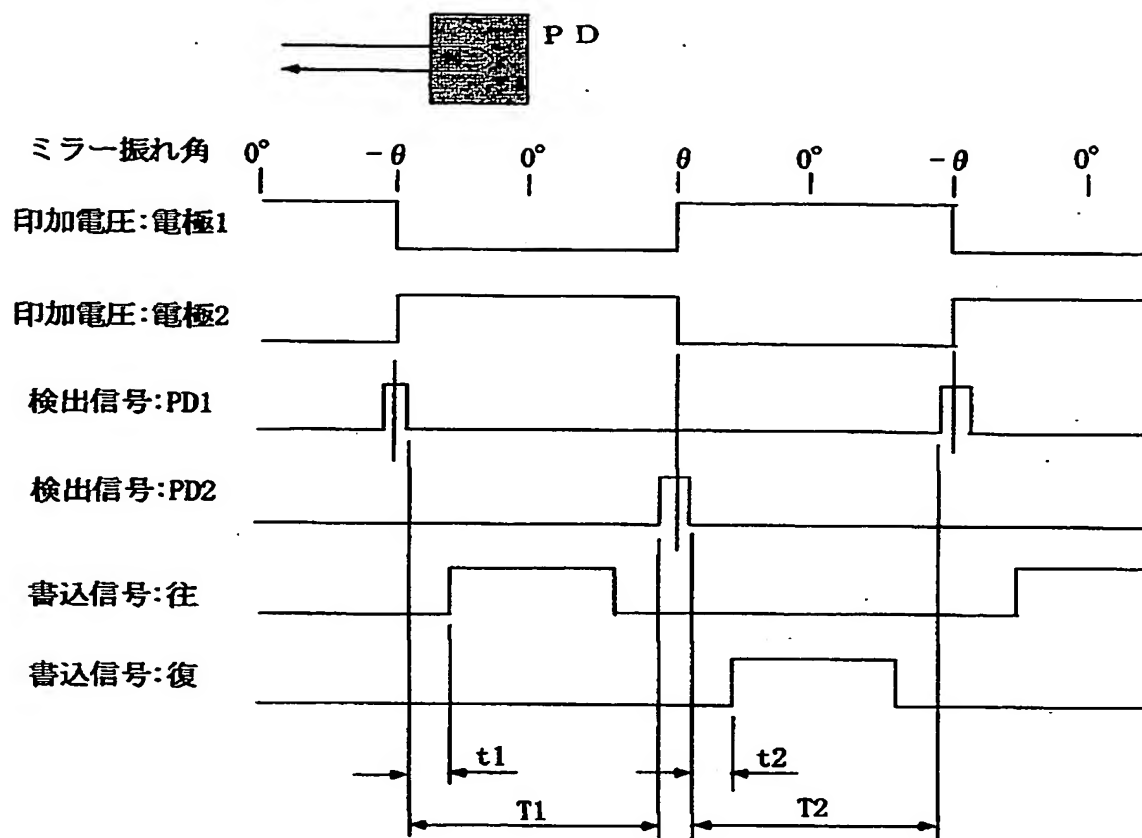 PD
ミラー振れ角 0° -θ 0° θ 0° -θ 0°
印加電圧:電極1
印加電圧:電極2
検出信号:PD1
検出信号:PD2
書込信号:往
書込信号:復
t1 t2
T1 T2